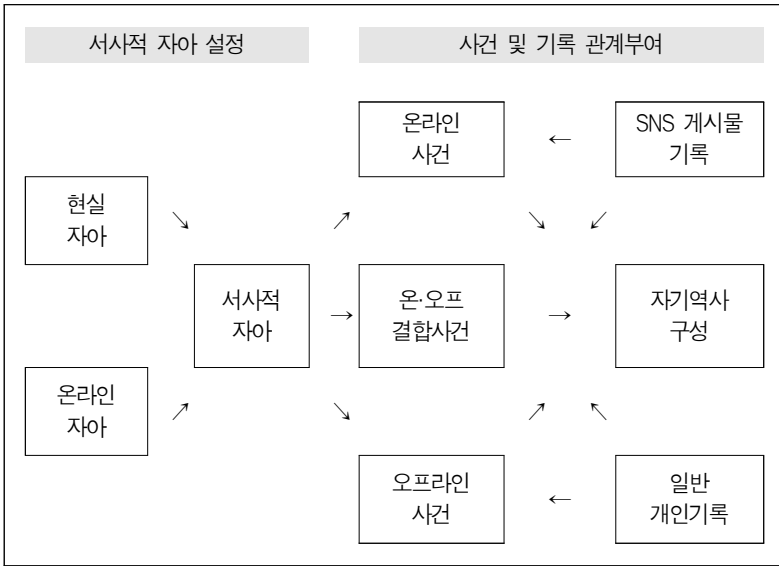 서사적 자아 설정
사건 및 기록 관계부여
온라인
사건
←
SNS 게시물
기록
현실
자아
↘
↗
↘
↙
서사적
자아
→
온·오프
결합사건
→
자기역사
구성
온라인
자아
↗
↘
↗
↖
오프라인
사건
←
일반
개인기록